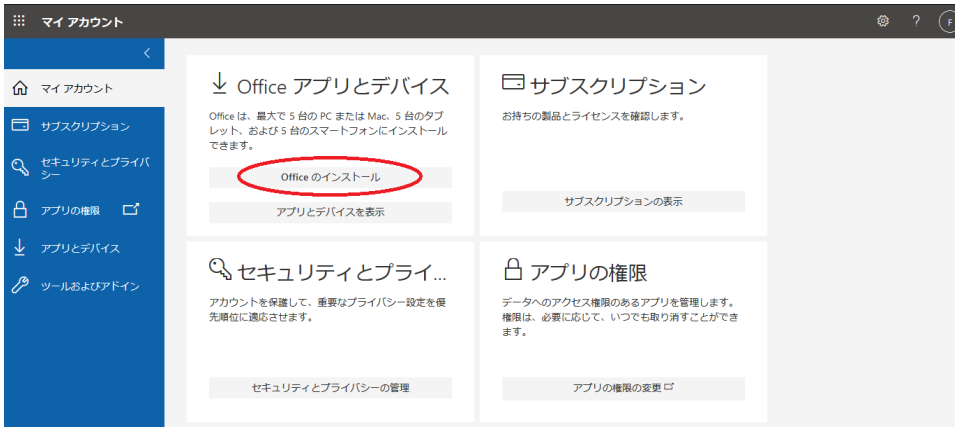 マイ アカウント
?
F
マイ アカウント
サブスクリプション
セキュリティとプライバ
シー
アプリの権限
アプリとデバイス
ツールおよびアドイン
Office アプリとデバイス
Office は、最大で 5 台の PC または Mac、5 台のタブ
レット、および 5 台のスマートフォンにインストール
できます。
Office のインストール
アプリとデバイスを表示
サブスクリプション
お持ちの製品とライセンスを確認します。
サブスクリプションの表示
セキュリティとプライ...
アカウントを保護して、重要なプライバシー設定を優
先順位に適応させます。
セキュリティとプライバシーの管理
アプリの権限
データへのアクセス権限のあるアプリを管理します。
権限は、必要に応じて、いつでも取り消すことができ
ます。
アプリの権限の変更